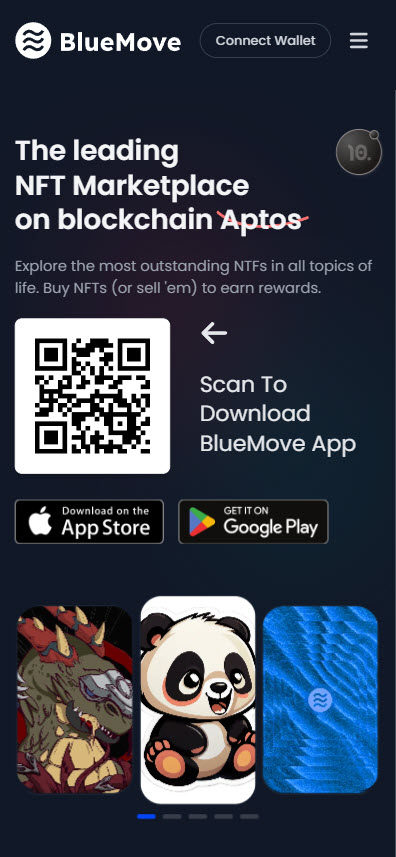 BlueMove
Connect Wallet
The leading
10.
NFT Marketplace
on blockchain Aptos
Explore the most outstanding NTFs in all topics of
life. Buy NFTs (or sell 'em) to earn rewards.
Scan To
Download
BlueMove App
Download on the
App Store
GET IT ON
Google Play